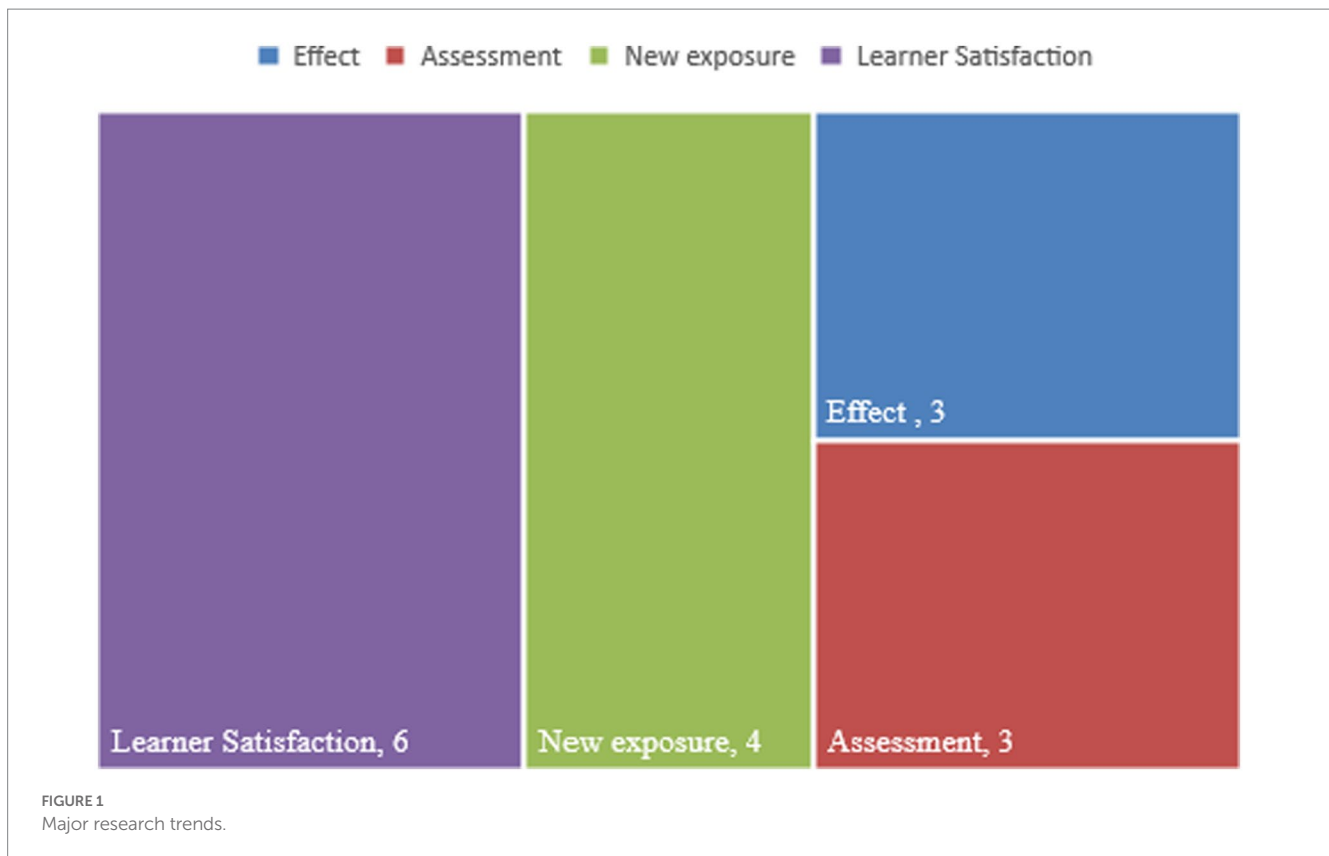 Effect Assessment New exposure Learner Satisfaction
Effect , 3
Learner Satisfaction, 6
New exposure, 4
Assessment, 3
FIGURE 1
Major research trends.